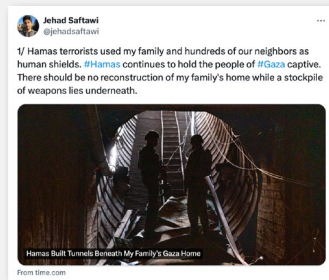 Jehad Saftawi
@jehadsaftawi
1/ Hamas terrorists used my family and hundreds of our neighbors as
human shields. #Hamas continues to hold the people of #Gaza captive.
There should be no reconstruction of my family's home while a stockpile
of weapons lies underneath.
Hamas Built Tunnels Beneath My Family's Gaza Home
From time.com